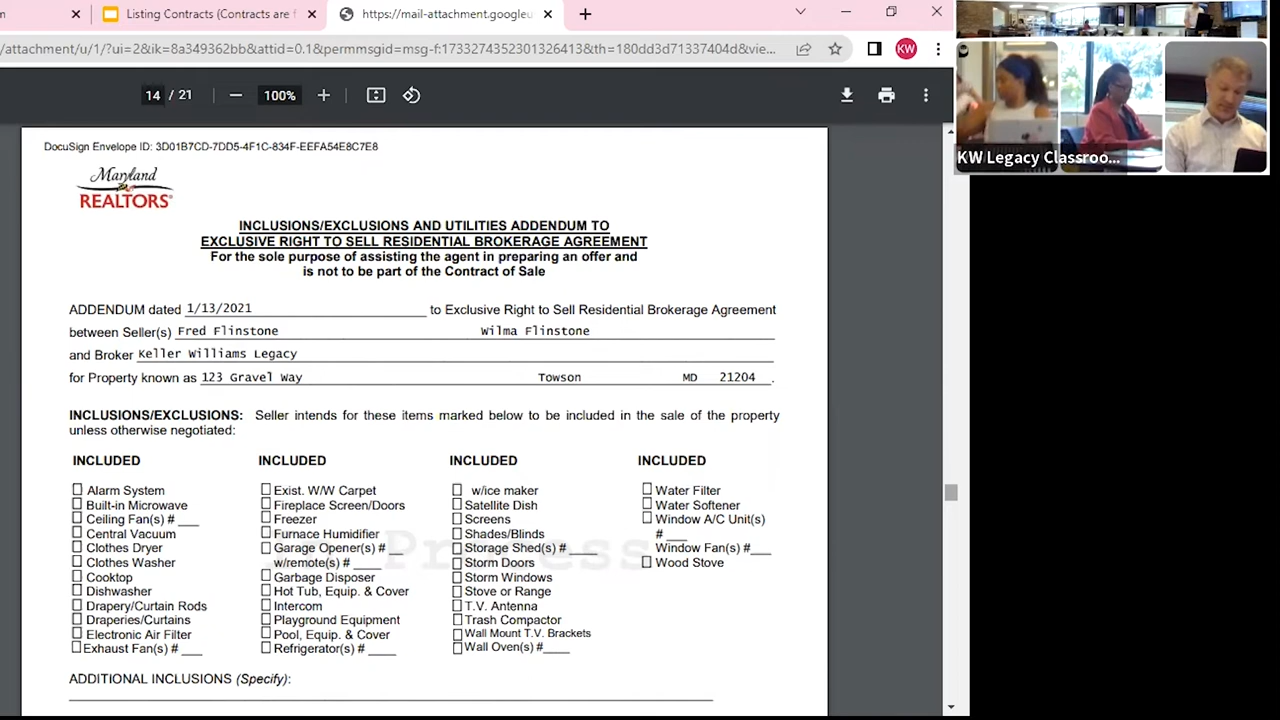 m
Listing Contracts (Contracts are f
https://mail-attachment.googleu
/attachment/u/1/?ui=2&ik=8a349362bb&attid=0.1&permmsgid=msg-f:1733274352301326413&th=180dd3d71337404d&vie...
KW
14 / 21
100%
KW Legacy Classroo...
DocuSign Envelope ID: 3D01B7CD-7DD5-4F1C-834F-EEFA54E8C7E8
Maryland
REALTORS®
INCLUSIONS/EXCLUSIONS AND UTILITIES ADDENDUM TO
EXCLUSIVE RIGHT TO SELL RESIDENTIAL BROKERAGE AGREEMENT
For the sole purpose of assisting the agent in preparing an offer and
is not to be part of the Contract of Sale
ADDENDUM dated 1/13/2021 to Exclusive Right to Sell Residential Brokerage Agreement
between Seller(s) Fred Flinstone Wilma Flinstone
and Broker Keller Williams Legacy
for Property known as 123 Gravel Way Towson MD 21204 .
INCLUSIONS/EXCLUSIONS: Seller intends for these items marked below to be included in the sale of the property
unless otherwise negotiated:
INCLUDED
Alarm System
Built-in Microwave
Ceiling Fan(s) # ___
Central Vacuum
Clothes Dryer
Clothes Washer
Cooktop
Dishwasher
Drapery/Curtain Rods
Draperies/Curtains
Electronic Air Filter
Exhaust Fan(s) # ___
INCLUDED
Exist. W/W Carpet
Fireplace Screen/Doors
Freezer
Furnace Humidifier
Garage Opener(s) # __
w/remote(s) # ____
Garbage Disposer
Hot Tub, Equip. & Cover
Intercom
Playground Equipment
Pool, Equip. & Cover
Refrigerator(s) # ____
INCLUDED
w/ice maker
Satellite Dish
Screens
Shades/Blinds
Storage Shed(s) # ____
Storm Doors
Storm Windows
Stove or Range
T.V. Antenna
Trash Compactor
Wall Mount T.V. Brackets
Wall Oven(s) #____
INCLUDED
Water Filter
Water Softener
Window A/C Unit(s)
# ___
Window Fan(s) #___
Wood Stove
Process
ADDITIONAL INCLUSIONS (Specify):